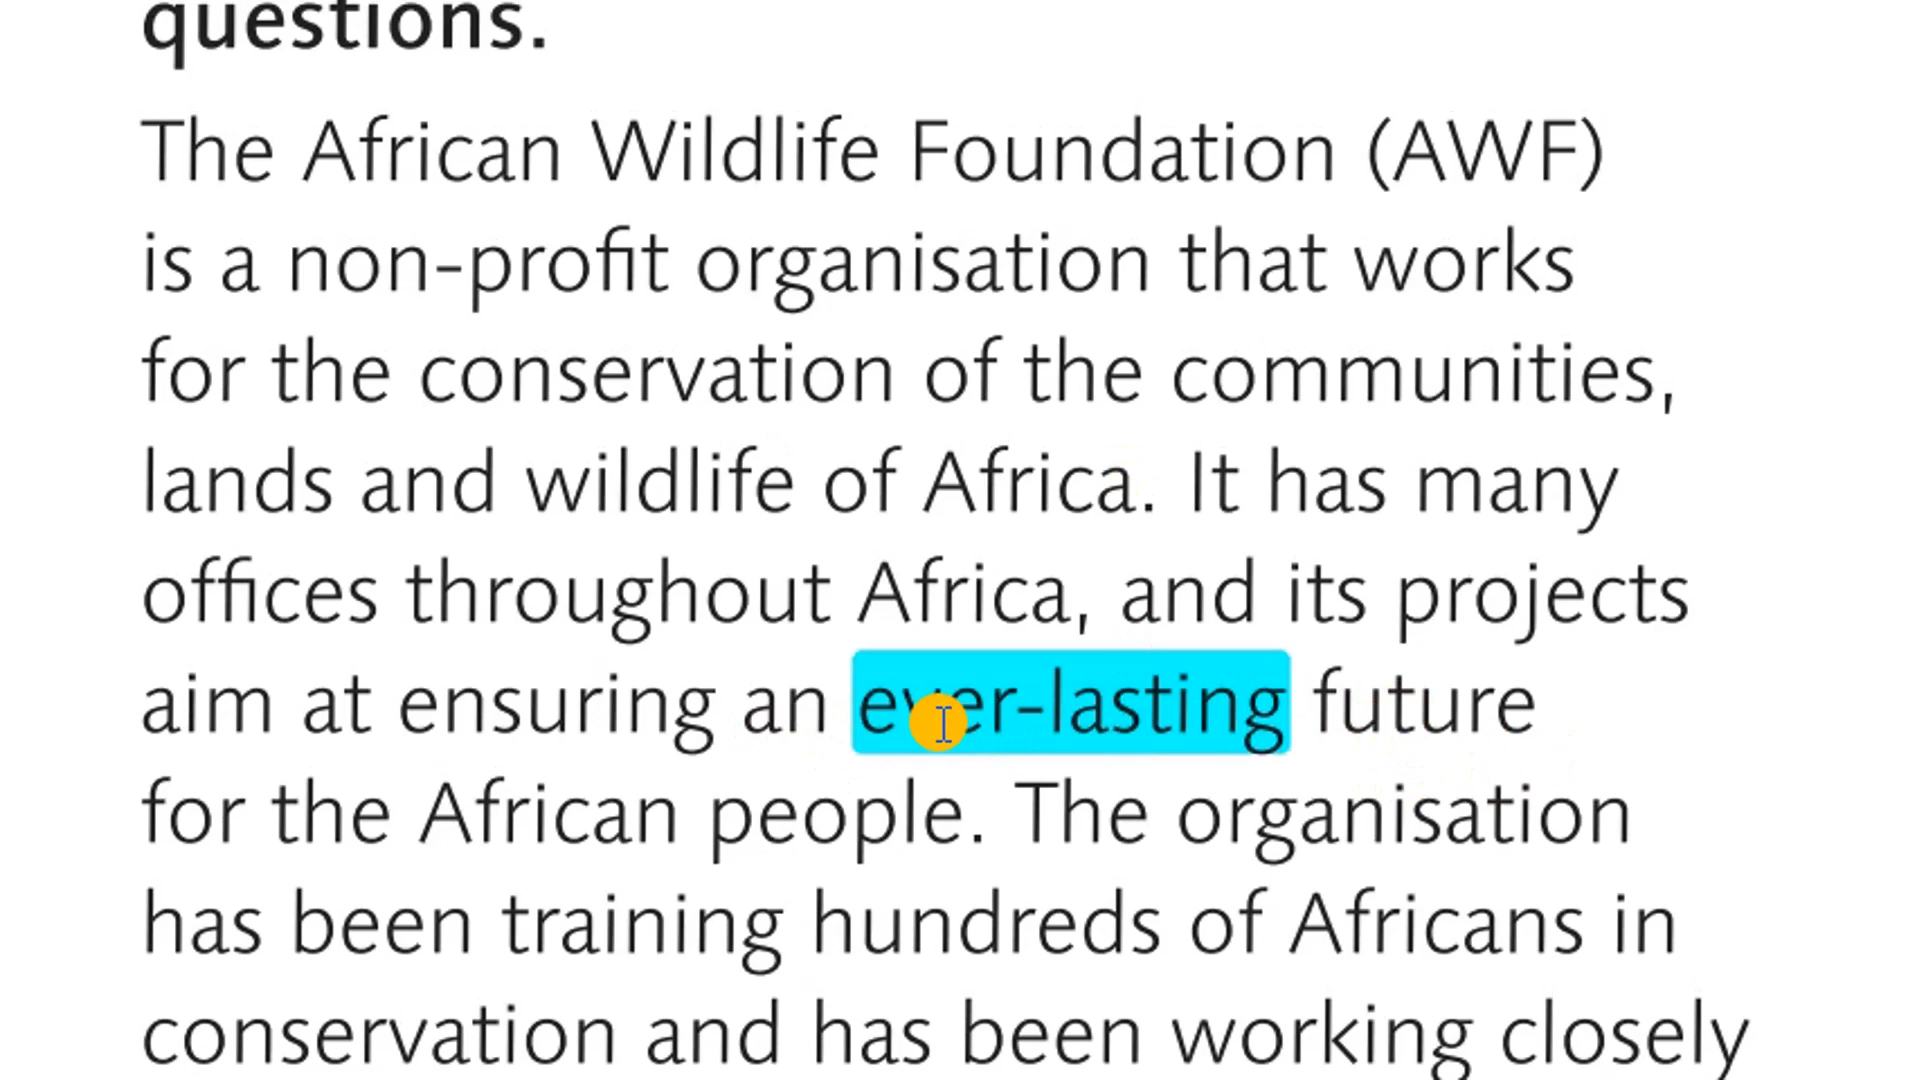 questions.
The African Wildlife Foundation (AWF)
is a non-profit organisation that works
for the conservation of the communities,
lands and wildlife of Africa. It has many
offices throughout Africa, and its projects
aim at ensuring an ever-lasting future
for the African people. The organisation
has been training hundreds of Africans in
conservation and has been working closely